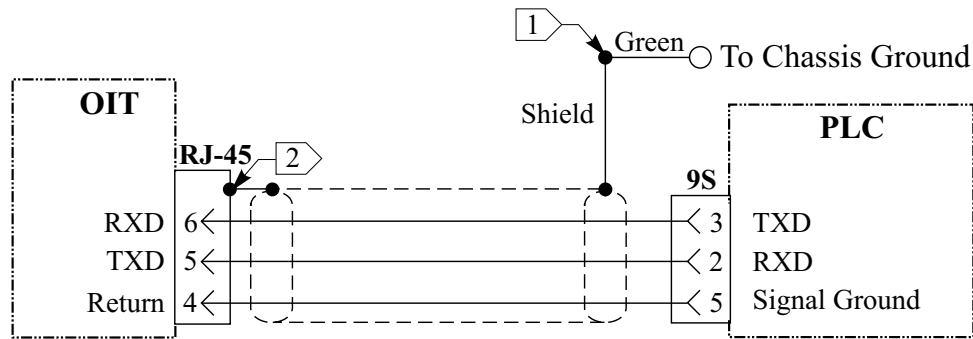 1
Green
To Chassis Ground
OIT
Shield
PLC
RJ-45
2
9S
RXD 6 3 TXD
TXD 5 2 RXD
Return 4 5 Signal Ground